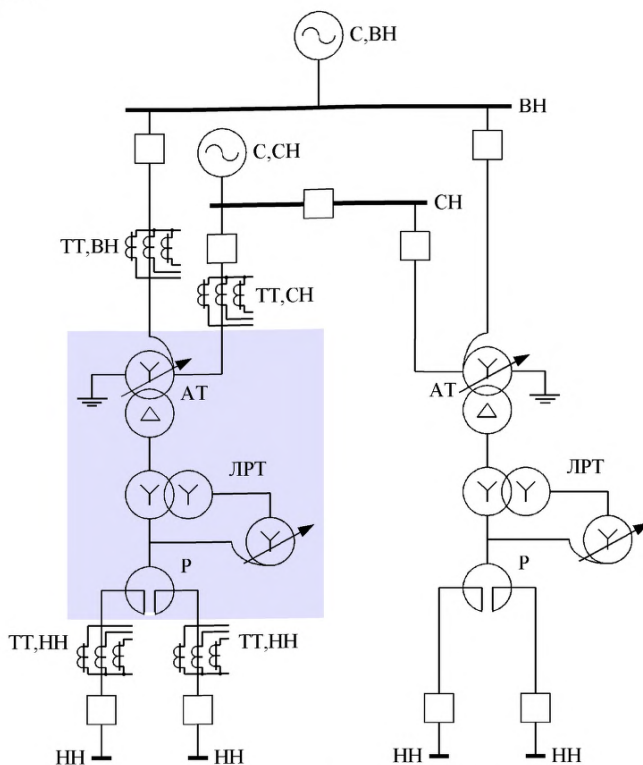 С,ВН
ВН
С,СН
СН
ТТ,ВН
ТТ,СН
АТ
АТ
ЛРТ
ЛРТ
Р
Р
ТТ,НН
ТТ,НН
НН
НН
НН
НН